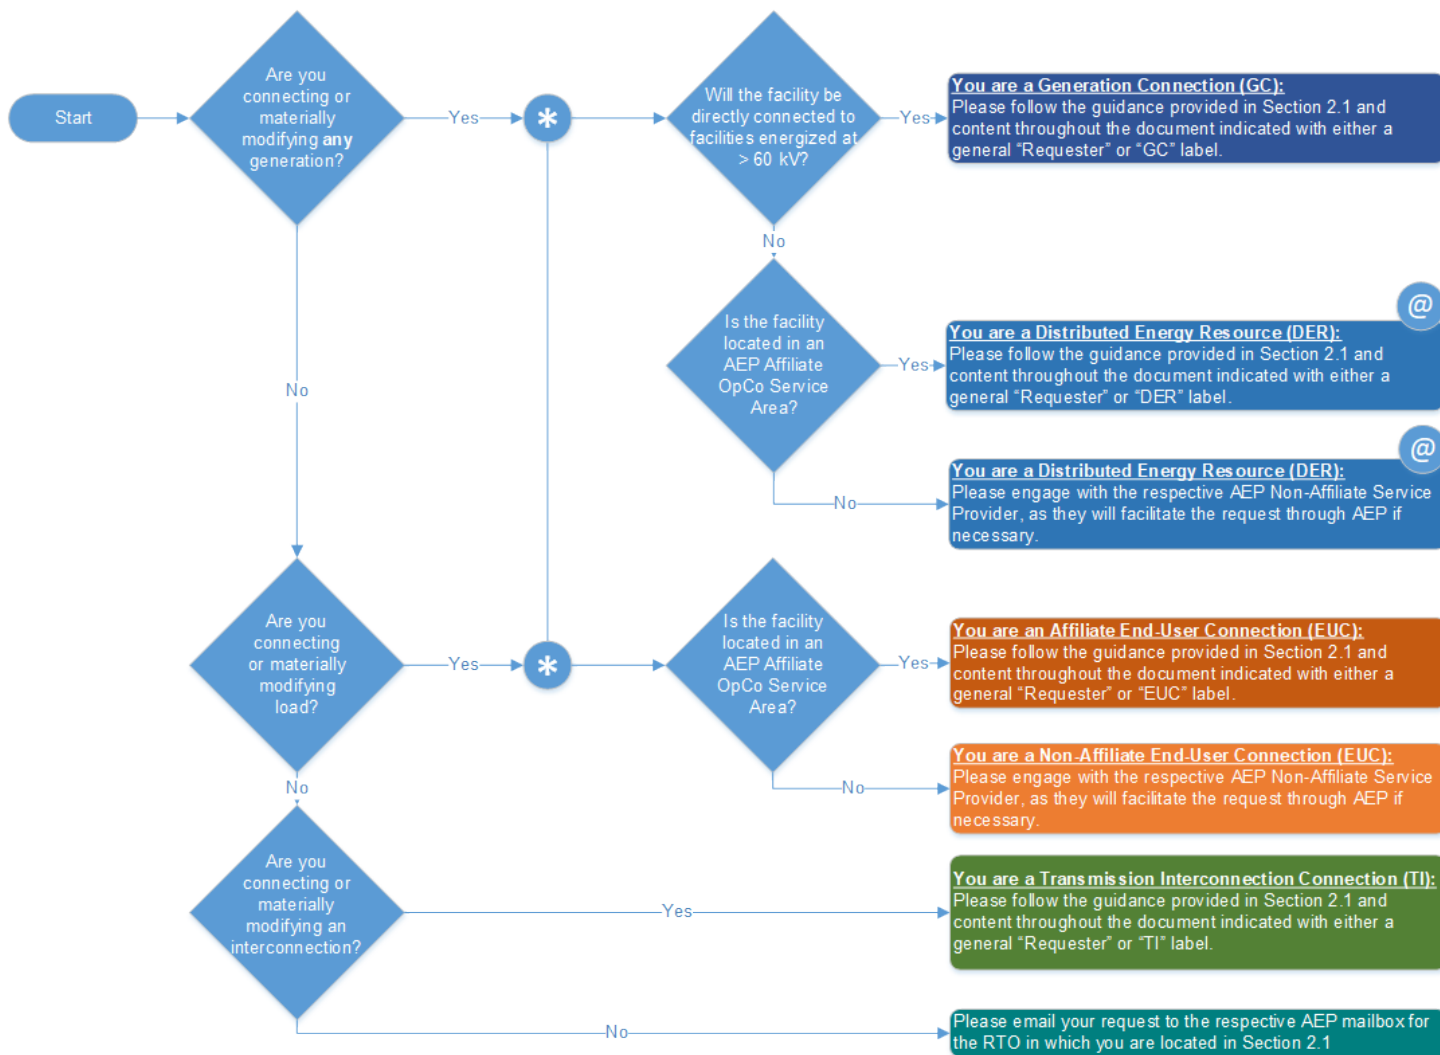 Start
Are you
connecting or
materially
modifying any
generation?
Yes
*
Will the facility be
directly connected to
facilities energized at
> 60 kV?
Yes
You are a Generation Connection (GC):
Please follow the guidance provided in Section 2.1 and
content throughout the document indicated with either a
general “Requester” or “GC” label.
No
Is the facility
located in an
AEP Affiliate
OpCo Service
Area?
Yes
@
You are a Distributed Energy Resource (DER):
Please follow the guidance provided in Section 2.1 and
content throughout the document indicated with either a
general “Requester” or “DER” label.
No
@
You are a Distributed Energy Resource (DER):
Please engage with the respective AEP Non-Affiliate Service
Provider, as they will facilitate the request through AEP if
necessary.
No
Are you
connecting
or materially
modifying
load?
Yes
*
Is the facility
located in an
AEP Affiliate
OpCo Service
Area?
Yes
You are an Affiliate End-User Connection (EUC):
Please follow the guidance provided in Section 2.1 and
content throughout the document indicated with either a
general “Requester” or “EUC” label.
No
You are a Non-Affiliate End-User Connection (EUC):
Please engage with the respective AEP Non-Affiliate Service
Provider, as they will facilitate the request through AEP if
necessary.
No
Are you
connecting or
materially
modifying an
interconnection?
Yes
You are a Transmission Interconnection Connection (TI):
Please follow the guidance provided in Section 2.1 and
content throughout the document indicated with either a
general “Requester” or “TI” label.
No
Please email your request to the respective AEP mailbox for
the RTO in which you are located in Section 2.1